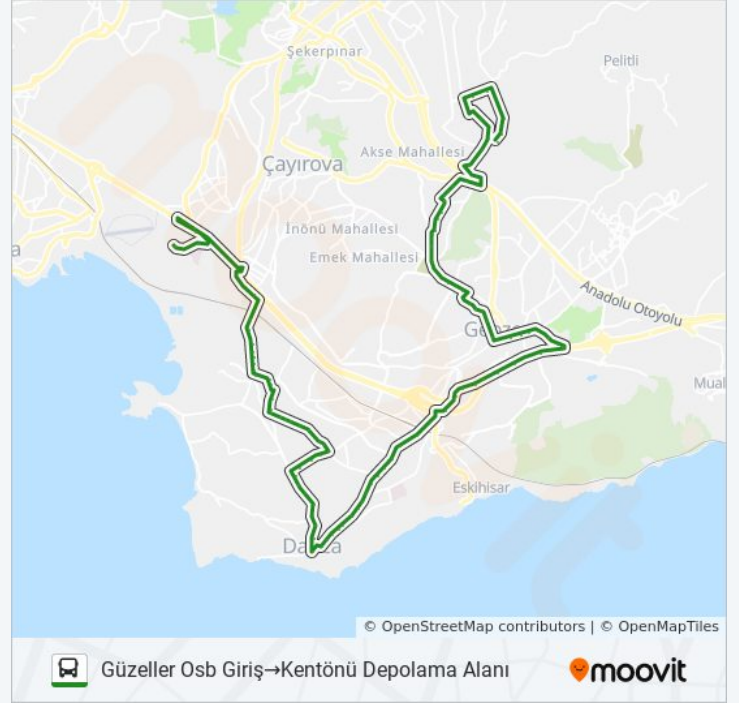 Şekerpınar
Pelitli
Akse Mahallesi
Çayırova
İnönü Mahallesi
Emek Mahallesi
Anadolu Otoyolu
Eskihisar
© OpenStreetMap contributors | © OpenMapTiles
Güzeller Osb Giriş→Kentönü Depolama Alanı
moovit